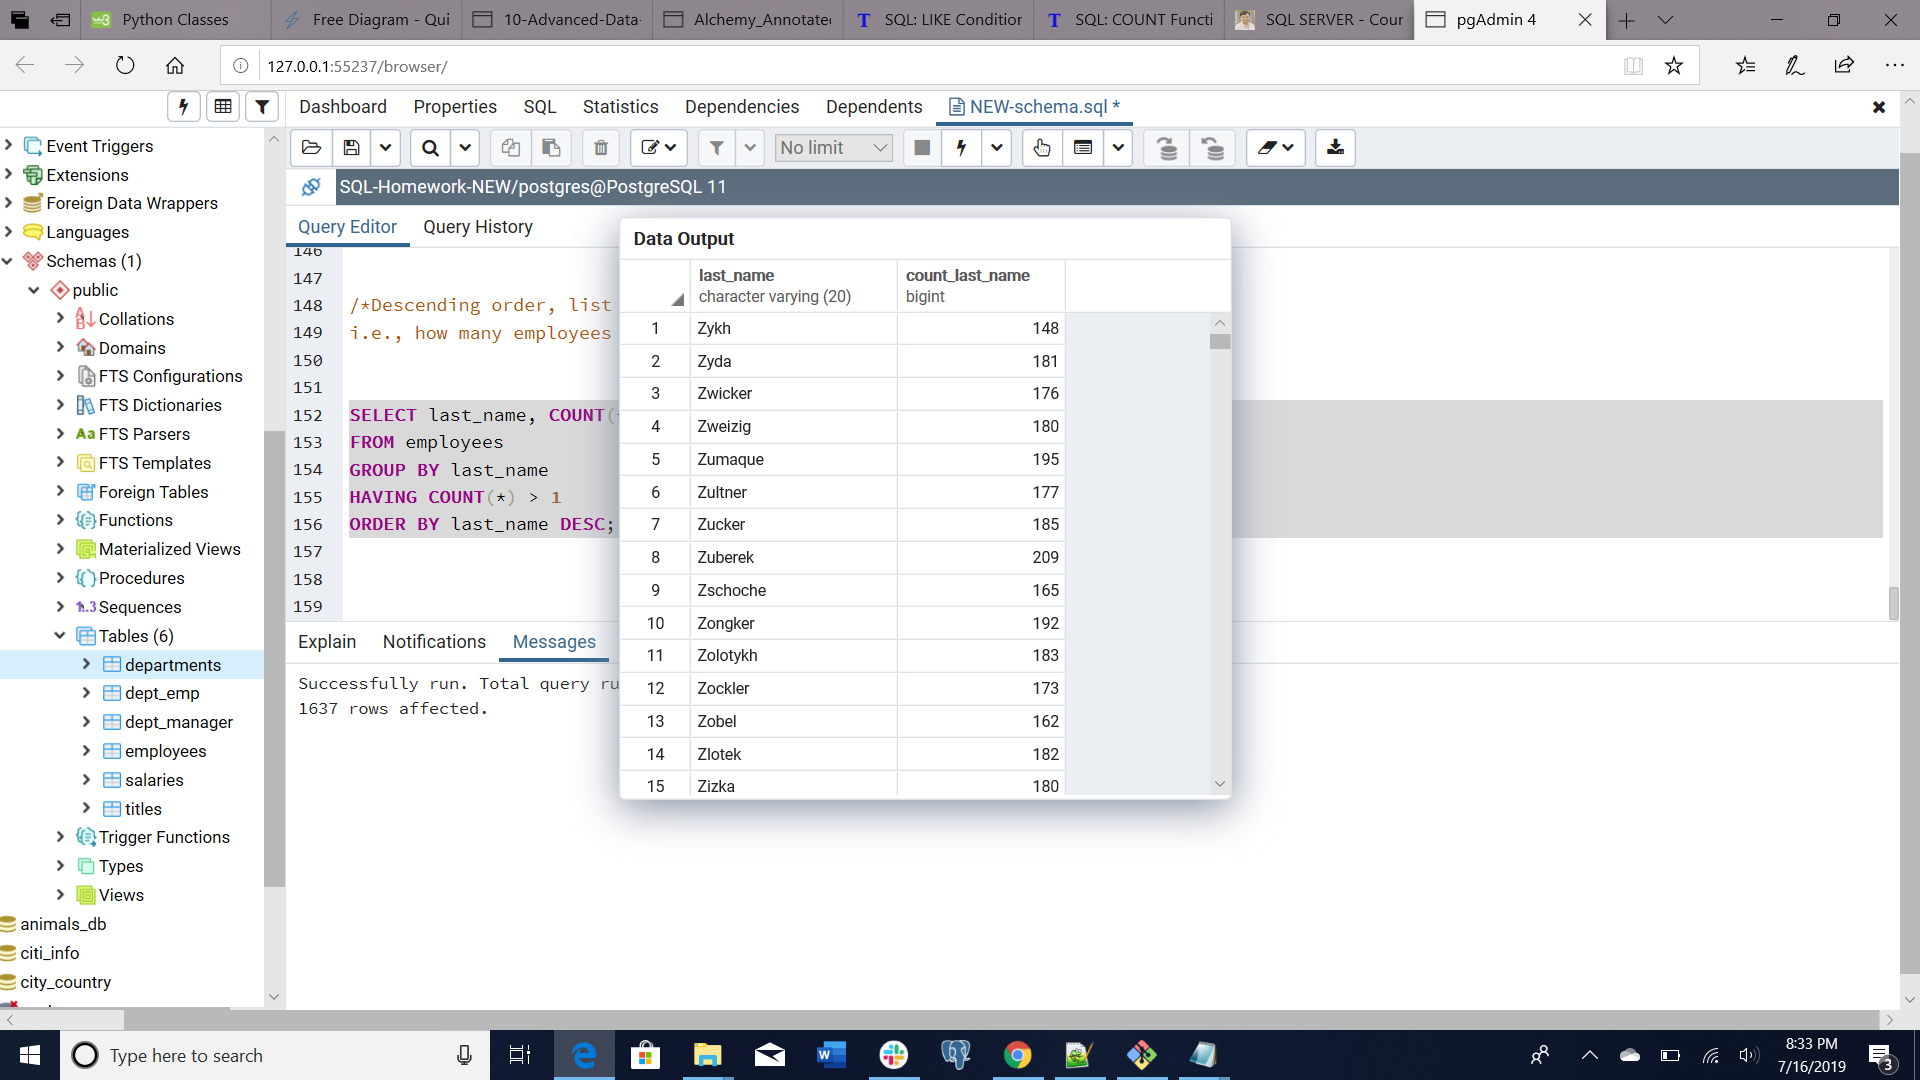 Python Classes
Free Diagram - Qui
10-Advanced-Data-
Alchemy_Annotated
SQL: LIKE Condition
SQL: COUNT Functi
SQL SERVER - Cour
pgAdmin 4
127.0.0.1:55237/browser/
Dashboard Properties SQL Statistics Dependencies Dependents NEW-schema.sql *
No limit
SQL-Homework-NEW/postgres@PostgreSQL 11
Query Editor Query History
Event Triggers
Extensions
Foreign Data Wrappers
Languages
Schemas (1)
public
Collations
Domains
FTS Configurations
FTS Dictionaries
Aa FTS Parsers
FTS Templates
Foreign Tables
Functions
Materialized Views
Procedures
1..3 Sequences
Tables (6)
departments
dept_emp
dept_manager
employees
salaries
titles
Trigger Functions
Types
Views
animals_db
citi_info
city_country
146
147
148 /*Descending order, list
149 i.e., how many employees
150
151
152 SELECT last_name, COUNT(
153 FROM employees
154 GROUP BY last_name
155 HAVING COUNT(*) > 1
156 ORDER BY last_name DESC;
157
158
159
Explain Notifications Messages
Successfully run. Total query ru
1637 rows affected.
Data Output
last_name count_last_name
character varying (20) bigint
1 Zykh 148
2 Zyda 181
3 Zwicker 176
4 Zweizig 180
5 Zumaque 195
6 Zultner 177
7 Zucker 185
8 Zuberek 209
9 Zschoche 165
10 Zongker 192
11 Zolotykh 183
12 Zockler 173
13 Zobel 162
14 Zlotek 182
15 Zizka 180
Type here to search
8:33 PM
7/16/2019
3